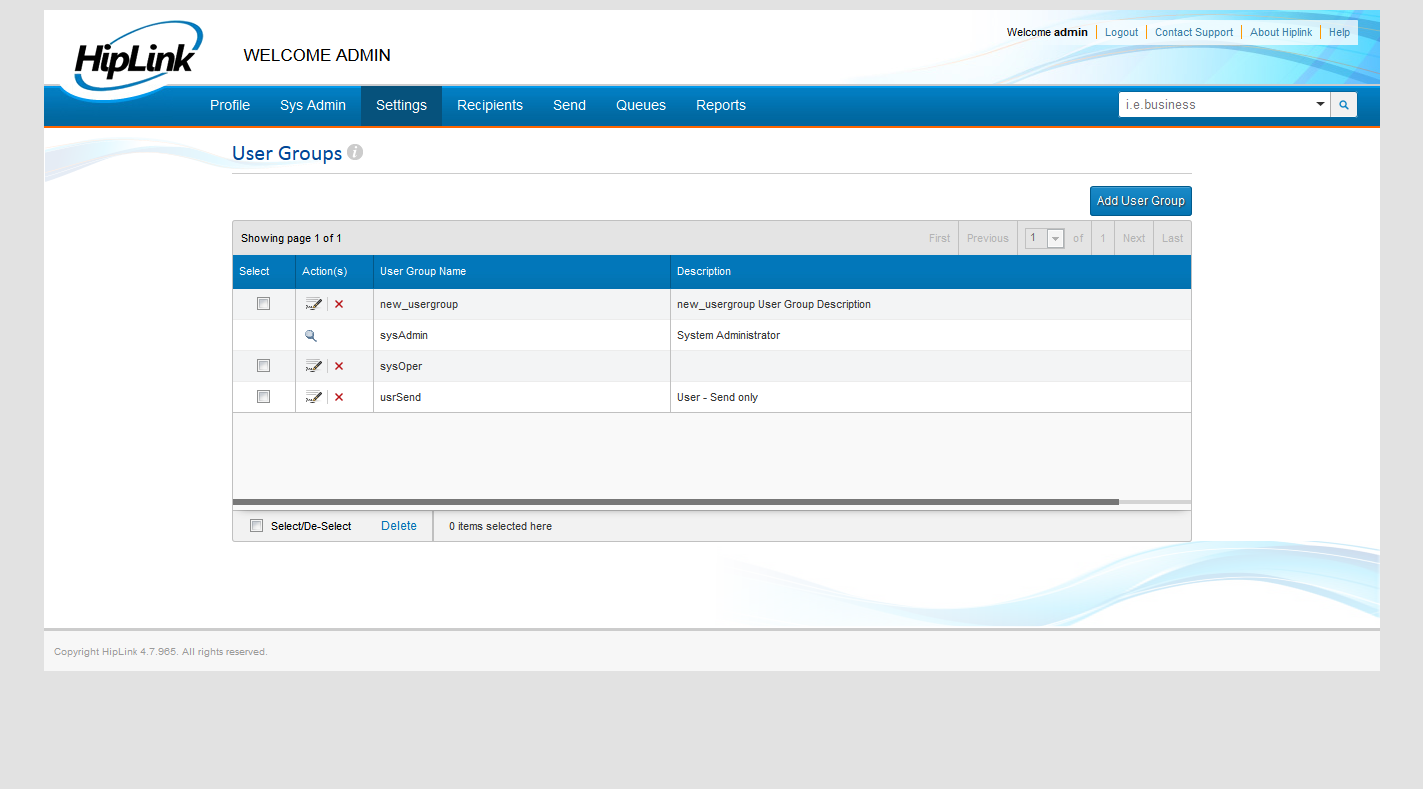 HipLink
WELCOME ADMIN
Welcome admin Logout Contact Support About Hiplink Help
Profile Sys Admin Settings Recipients Send Queues Reports i.e.business
User Groups i
Add User Group
Showing page 1 of 1 First Previous 1 of 1 Next Last
Select Action(s) User Group Name Description
new_usergroup new_usergroup User Group Description
sysAdmin System Administrator
sysOper
usrSend User - Send only
Select/De-Select Delete 0 items selected here
Copyright HipLink 4.7.965. All rights reserved.